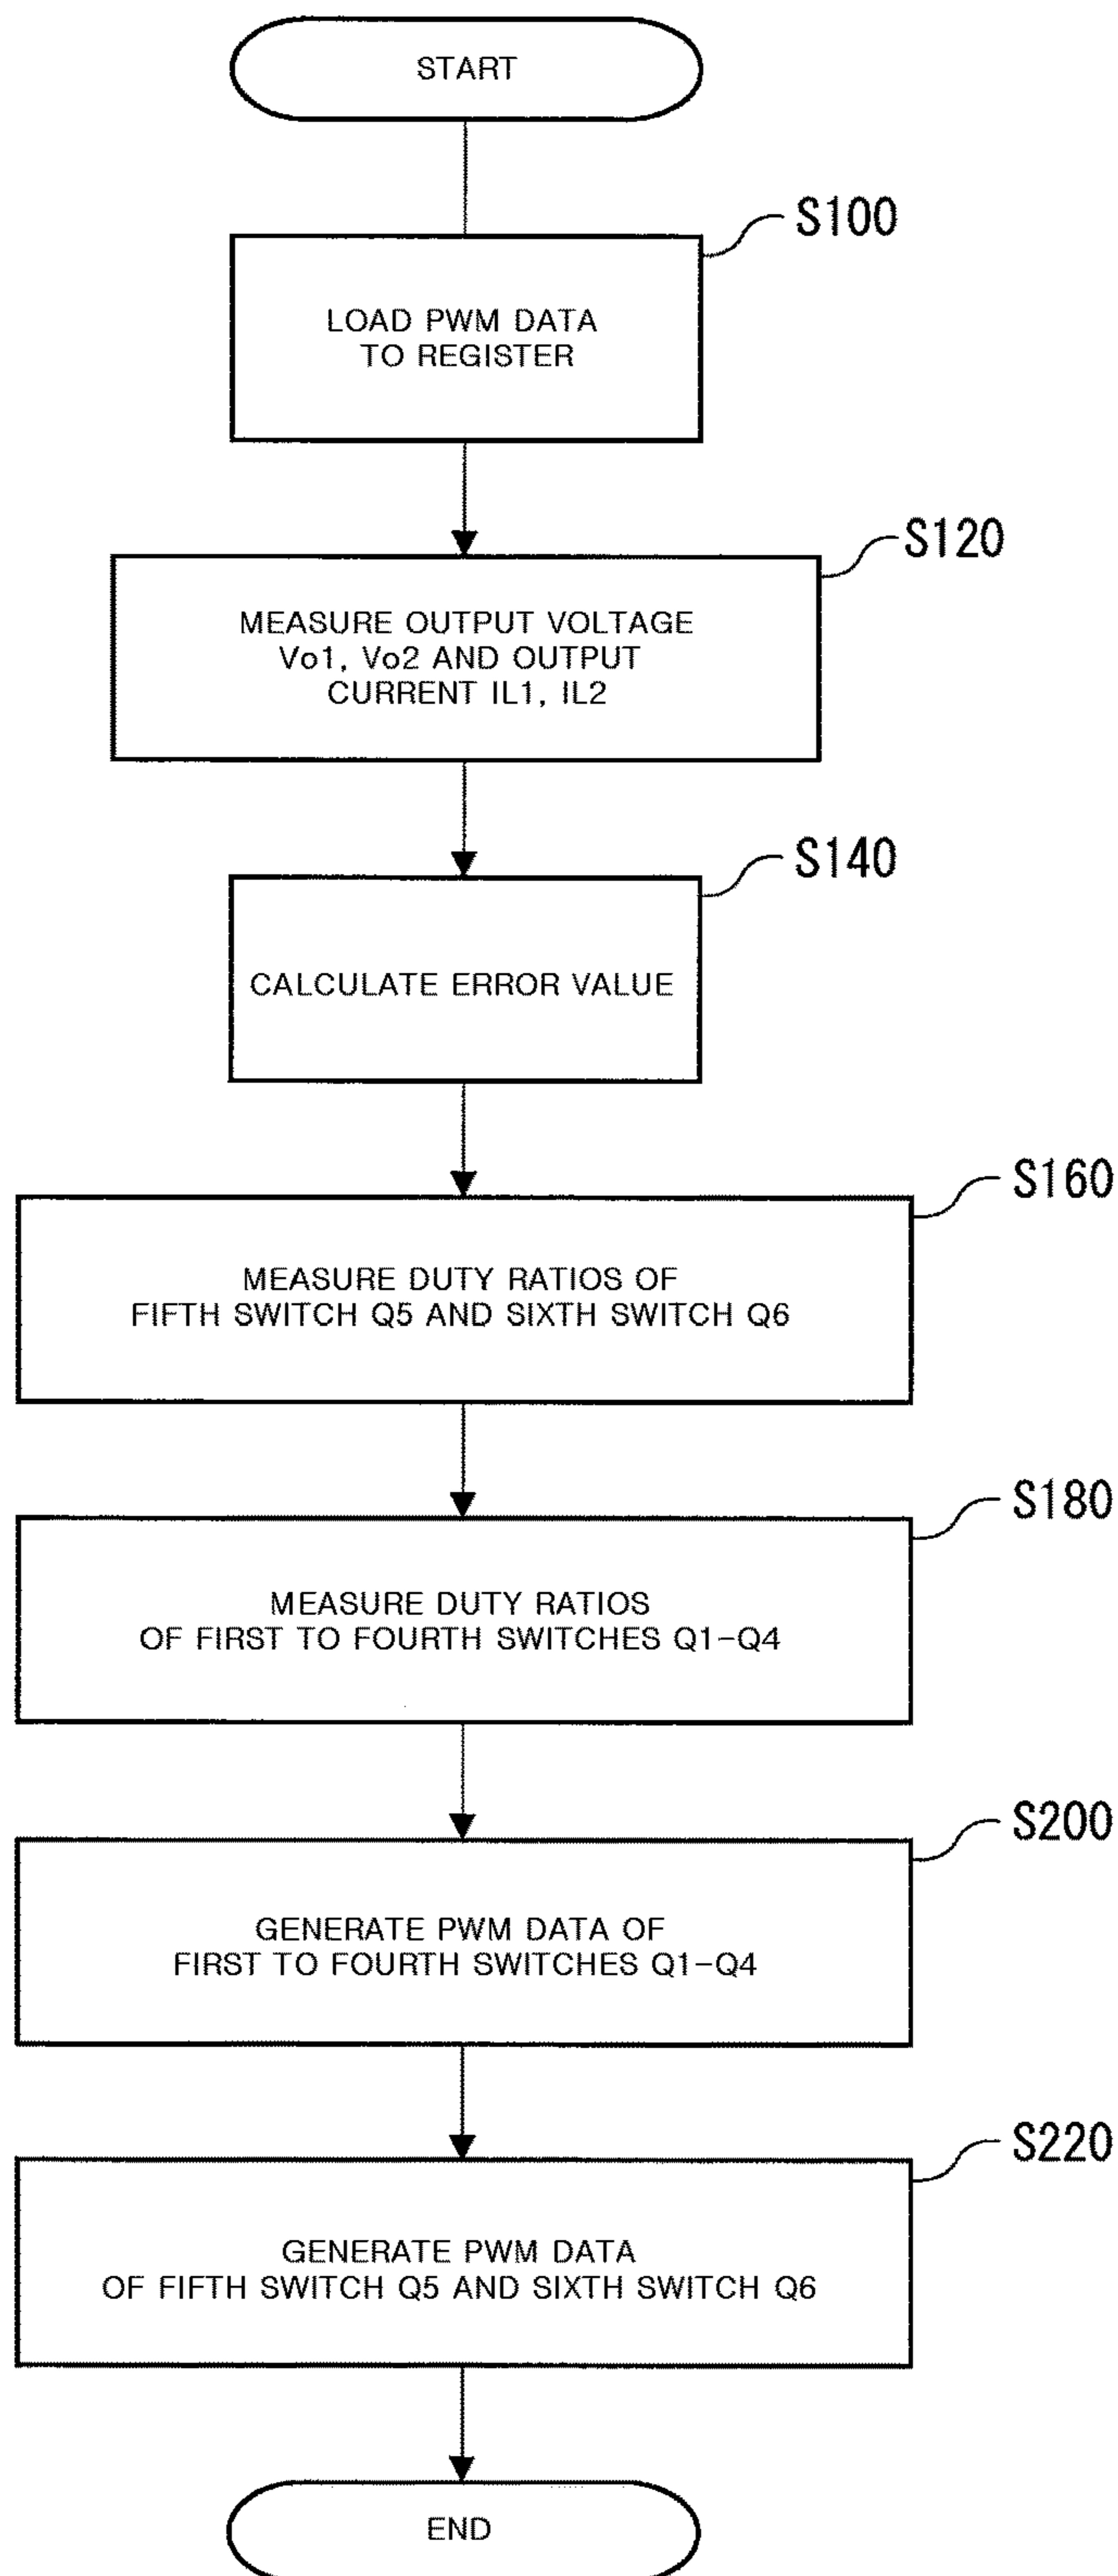 START
S100
LOAD PWM DATA
TO REGISTER
S120
MEASURE OUTPUT VOLTAGE
Vo1, Vo2 AND OUTPUT
CURRENT IL1, IL2
S140
CALCULATE ERROR VALUE
S160
MEASURE DUTY RATIOS OF
FIFTH SWITCH Q5 AND SIXTH SWITCH Q6
S180
MEASURE DUTY RATIOS
OF FIRST TO FOURTH SWITCHES Q1-Q4
S200
GENERATE PWM DATA OF
FIRST TO FOURTH SWITCHES Q1-Q4
S220
GENERATE PWM DATA
OF FIFTH SWITCH Q5 AND SIXTH SWITCH Q6
END